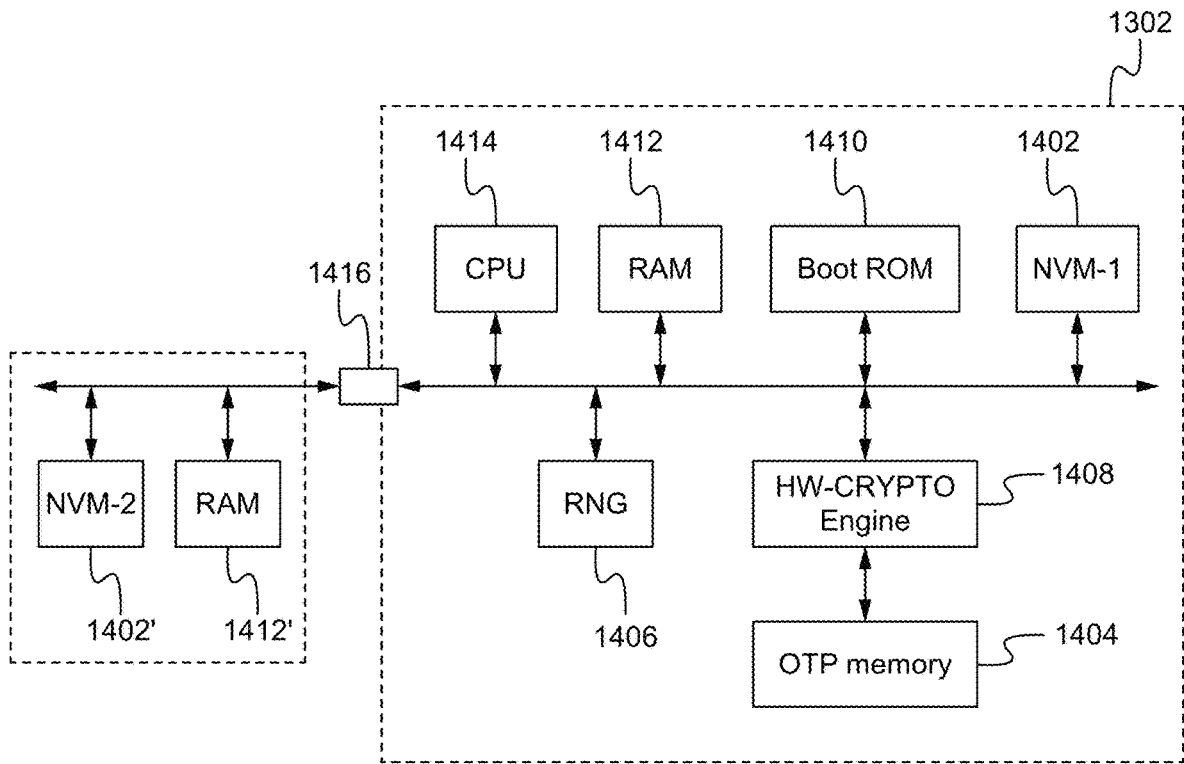 1302
1414
1412
1410
1402
CPU
RAM
Boot ROM
NVM-1
1416
NVM-2
RAM
RNG
HW-CRYPTO
Engine
1408
1402'
1412'
1406
OTP memory
1404